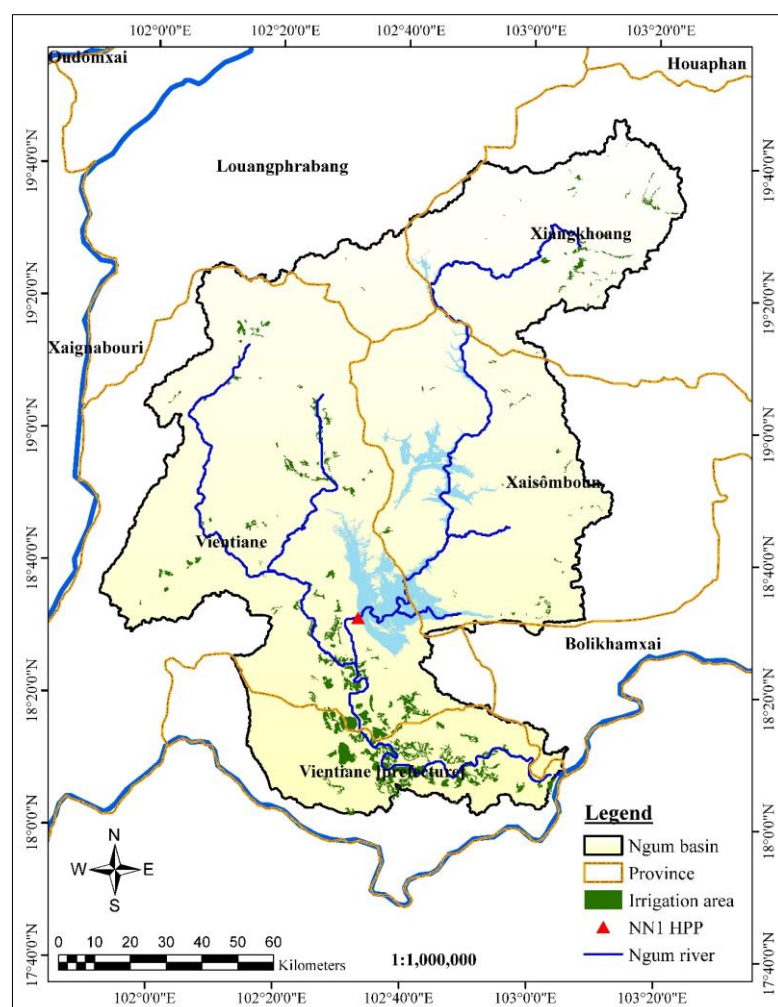 102°0'0"E 102°20'0"E 102°40'0"E 103°0'0"E 103°20'0"E
Oudômxai
Houaphan
19°40'0"N
19°40'0"N
Louangphrabang
Xiangkhoang
19°20'0"N
19°20'0"N
Xaignabouri
19°0'0"N
19°0'0"N
Xaisômboun
Vientiane
18°40'0"N
18°40'0"N
Bolikhamxai
18°20'0"N
18°20'0"N
Vientiane [prefecture]
18°0'0"N
18°0'0"N
Legend
Ngum basin
Province
Irrigation area
NN1 HPP
Ngum river
N
W E
S
0 10 20 30 40 50 60
Kilometers
1:1,000,000
17°40'0"N
17°40'0"N
102°0'0"E 102°20'0"E 102°40'0"E 103°0'0"E 103°20'0"E